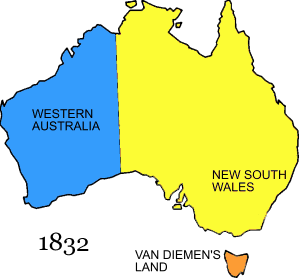 WESTERN
AUSTRALIA
NEW SOUTH
WALES
1832
VAN DIEMEN'S
LAND